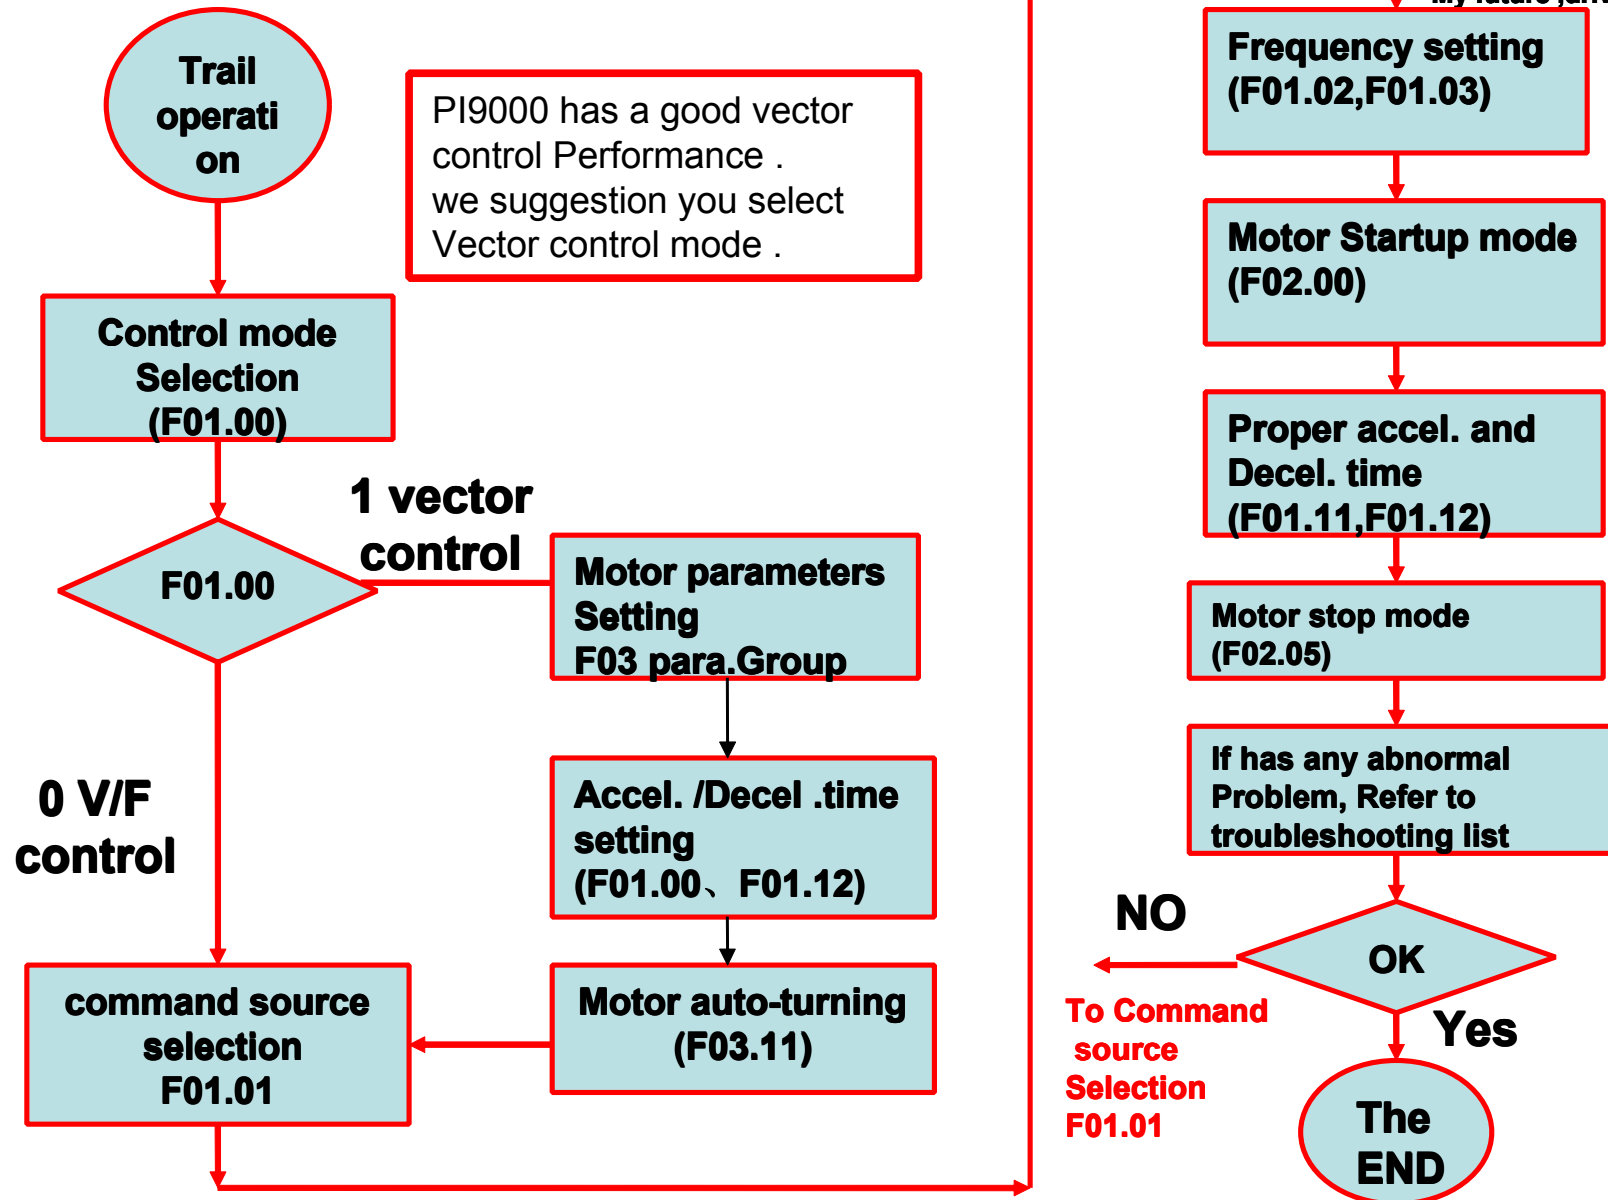 Trail
operati
on
PI9000 has a good vector
control Performance .
we suggestion you select
Vector control mode .
Control mode
Selection
(F01.00)
F01.00
1 vector
control
Motor parameters
Setting
F03 para.Group
0 V/F
control
Accel. /Decel .time
setting
(F01.00、F01.12)
Motor auto-turning
(F03.11)
command source
selection
F01.01
My future ,
Frequency setting
(F01.02,F01.03)
Motor Startup mode
(F02.00)
Proper accel. and
Decel. time
(F01.11,F01.12)
Motor stop mode
(F02.05)
If has any abnormal
Problem, Refer to
troubleshooting list
OK
NO
To Command
source
Selection
F01.01
Yes
The
END